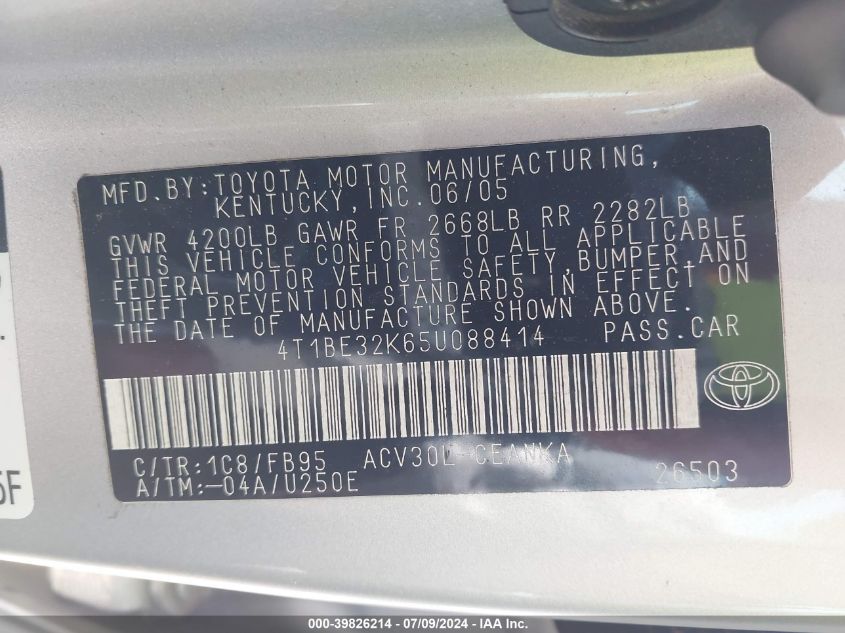 MFD.BY:TOYOTA MOTOR MANUFACTURING,
KENTUCKY,INC.06/05
GVWR 4200LB GAWR FR 2668LB RR 2282LB
THIS VEHICLE CONFORMS TO ALL APPLICABLE
FEDERAL MOTOR VEHICLE SAFETY,BUMPER,AND
THEFT PREVENTION STANDARDS IN EFFECT ON
THE DATE OF MANUFACTURE SHOWN ABOVE.
4T1BE32K65U088414 PASS.CAR
C/TR:1C8/FB95 ACV30L-CEANKA
A/TM:-04A/U250E 26503
5F
000-39826214 / 07/09/2024 - IAA Inc.